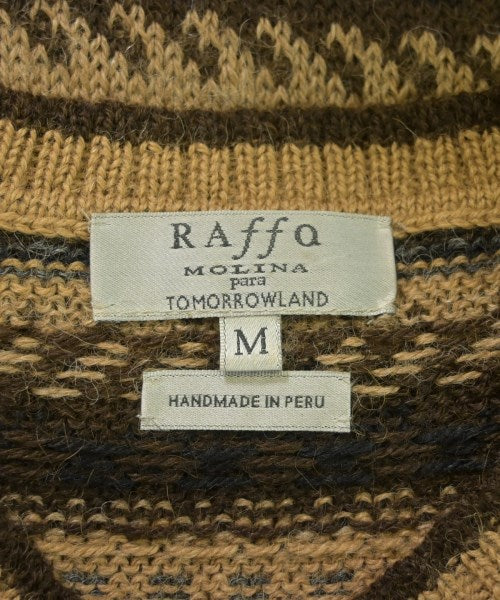 RAffa
MOLINA
para
TOMORROWLAND
M
HANDMADE IN PERU